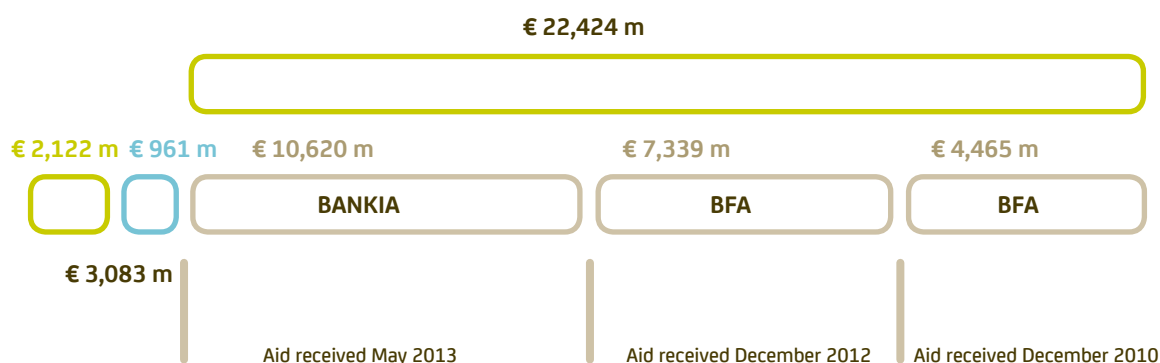 € 22,424 m
€ 2,122 m € 961 m € 10,620 m € 7,339 m € 4,465 m
BANKIA BFA BFA
€ 3,083 m
Aid received May 2013 Aid received December 2012 Aid received December 2010